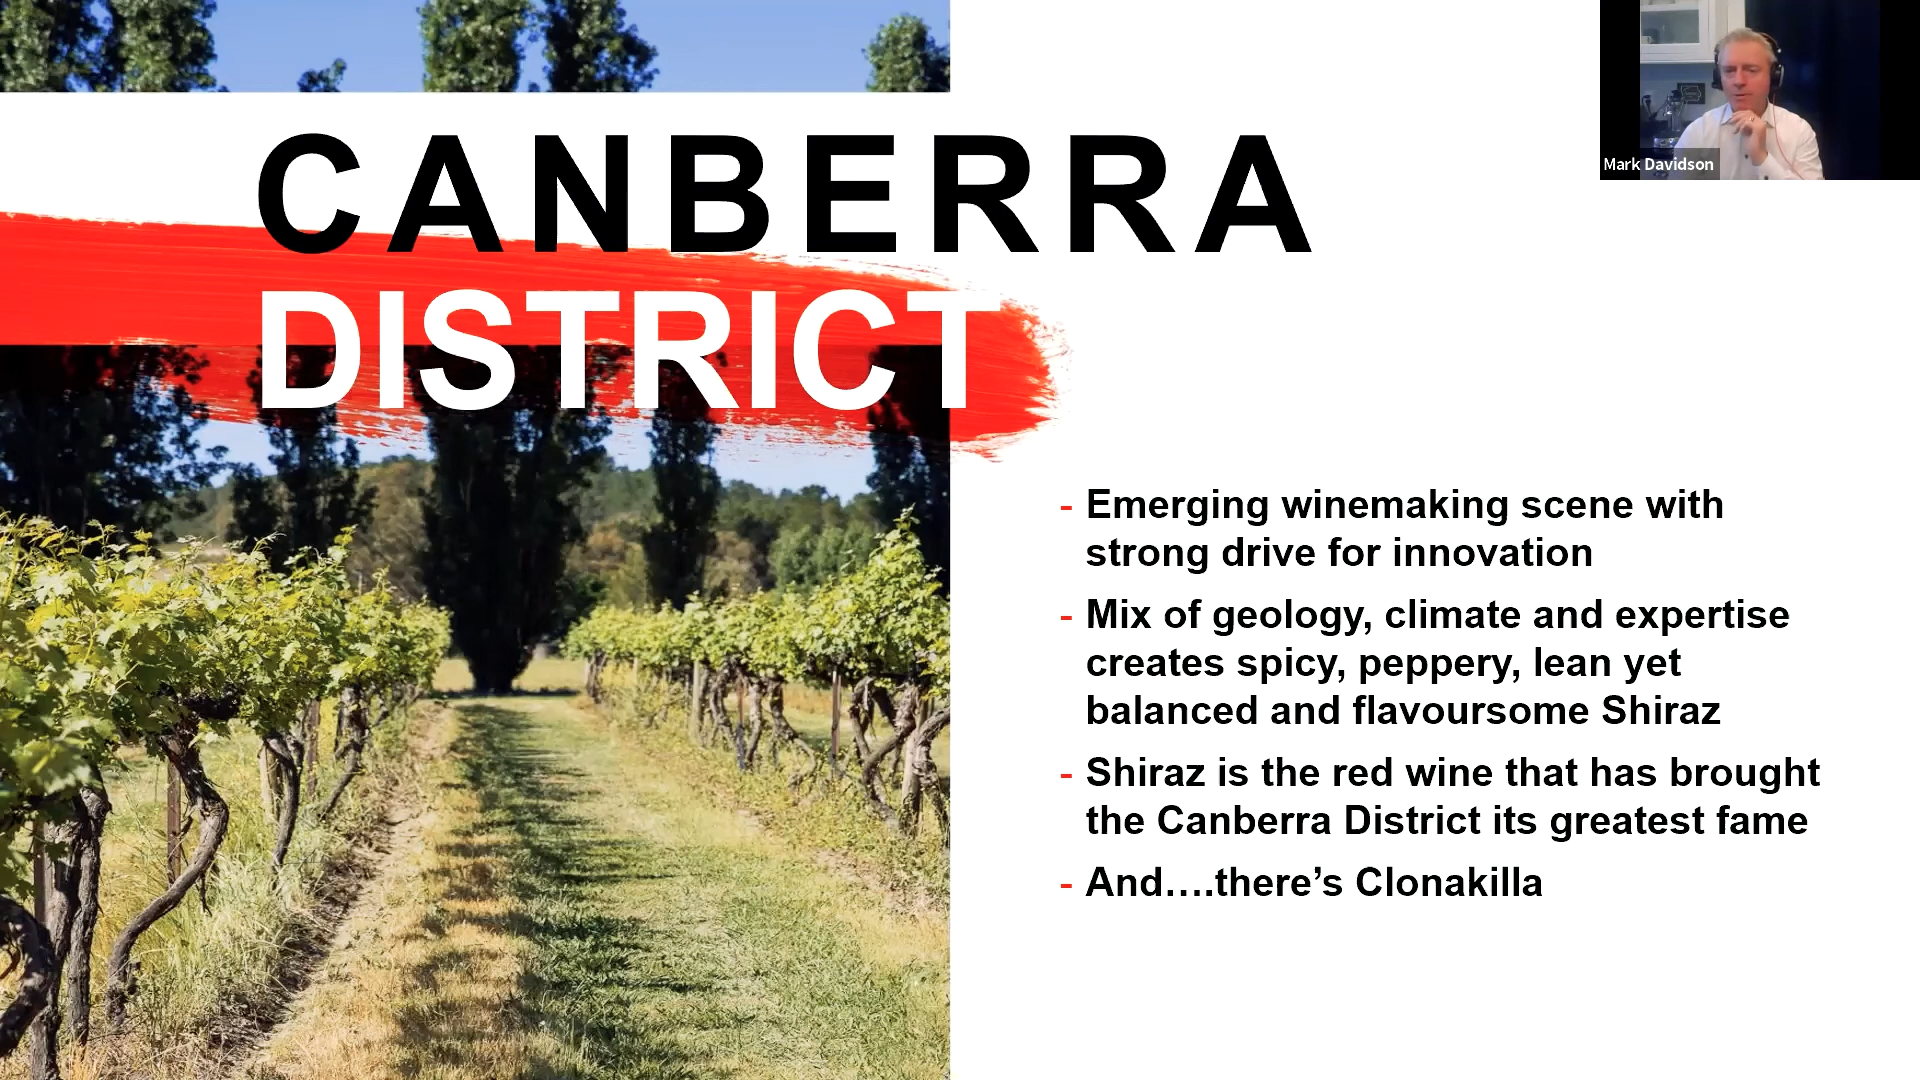 CANBERRA
DISTRICT
Mark Davidson
- Emerging winemaking scene with
strong drive for innovation
- Mix of geology, climate and expertise
creates spicy, peppery, lean yet
balanced and flavoursome Shiraz
- Shiraz is the red wine that has brought
the Canberra District its greatest fame
- And….there’s Clonakilla